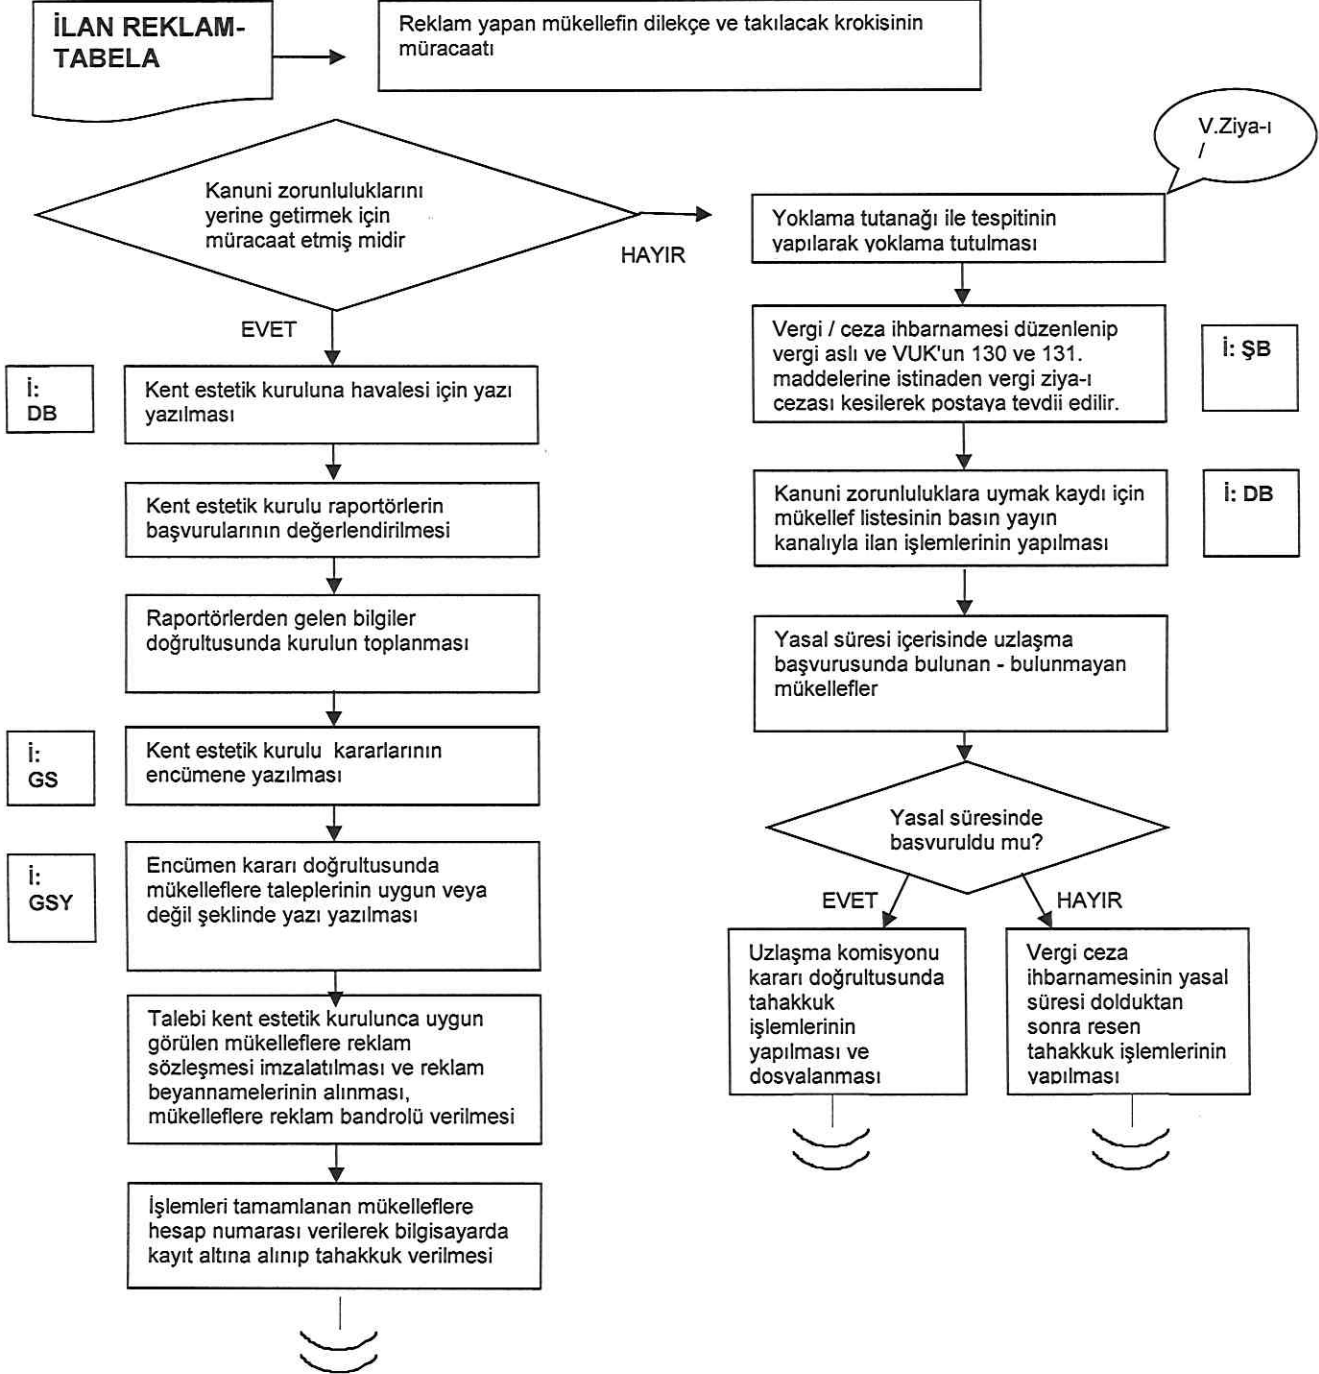 İLAN REKLAM-
TABELA
Reklam yapan mükellefin dilekçe ve takılacak krokisinin
müracaatı
V.Ziya-ı
/
Kanuni zorunluluklarını
yerine getirmek için
müracaat etmiş midir
HAYIR
EVET
Yoklama tutanağı ile tespitinin
yapılarak yoklama tutulması
Vergi / ceza ihbarnamesi düzenlenip
vergi aslı ve VUK'un 130 ve 131.
maddelerine istinaden vergi ziya-ı
cezası kesilerek postaya tevdii edilir.
İ: ŞB
İ:
DB
Kent estetik kuruluna havalesi için yazı
yazılması
Kent estetik kurulu raportörlerin
başvurularının değerlendirilmesi
Kanuni zorunluluklara uymak kaydı için
mükellef listesinin basın yayın
kanalıyla ilan işlemlerinin yapılması
İ: DB
Raportörlerden gelen bilgiler
doğrultusunda kurulun toplanması
Yasal süresi içerisinde uzlaşma
başvurusunda bulunan - bulunmayan
mükellefler
İ:
GS
Kent estetik kurulu kararlarının
encümene yazılması
Yasal süresinde
basvuruldu mu?
EVET
HAYIR
İ:
GSY
Encümen kararı doğrultusunda
mükelleflere taleplerinin uygun veya
değil şeklinde yazı yazılması
Uzlaşma komisyonu
kararı doğrultusunda
tahakkuk
işlemlerinin
yapılması ve
dosyalanması
Vergi ceza
ihbarnamesinin yasal
süresi dolduktan
sonra resen
tahakkuk işlemlerinin
yapılması
Talebi kent estetik kurulunca uygun
görülen mükelleflere reklam
sözleşmesi imzalatılması ve reklam
beyannamelerinin alınması,
mükelleflere reklam bandrolü verilmesi
İşlemleri tamamlanan mükelleflere
hesap numarası verilerek bilgisayarda
kayıt altına alınıp tahakkuk verilmesi